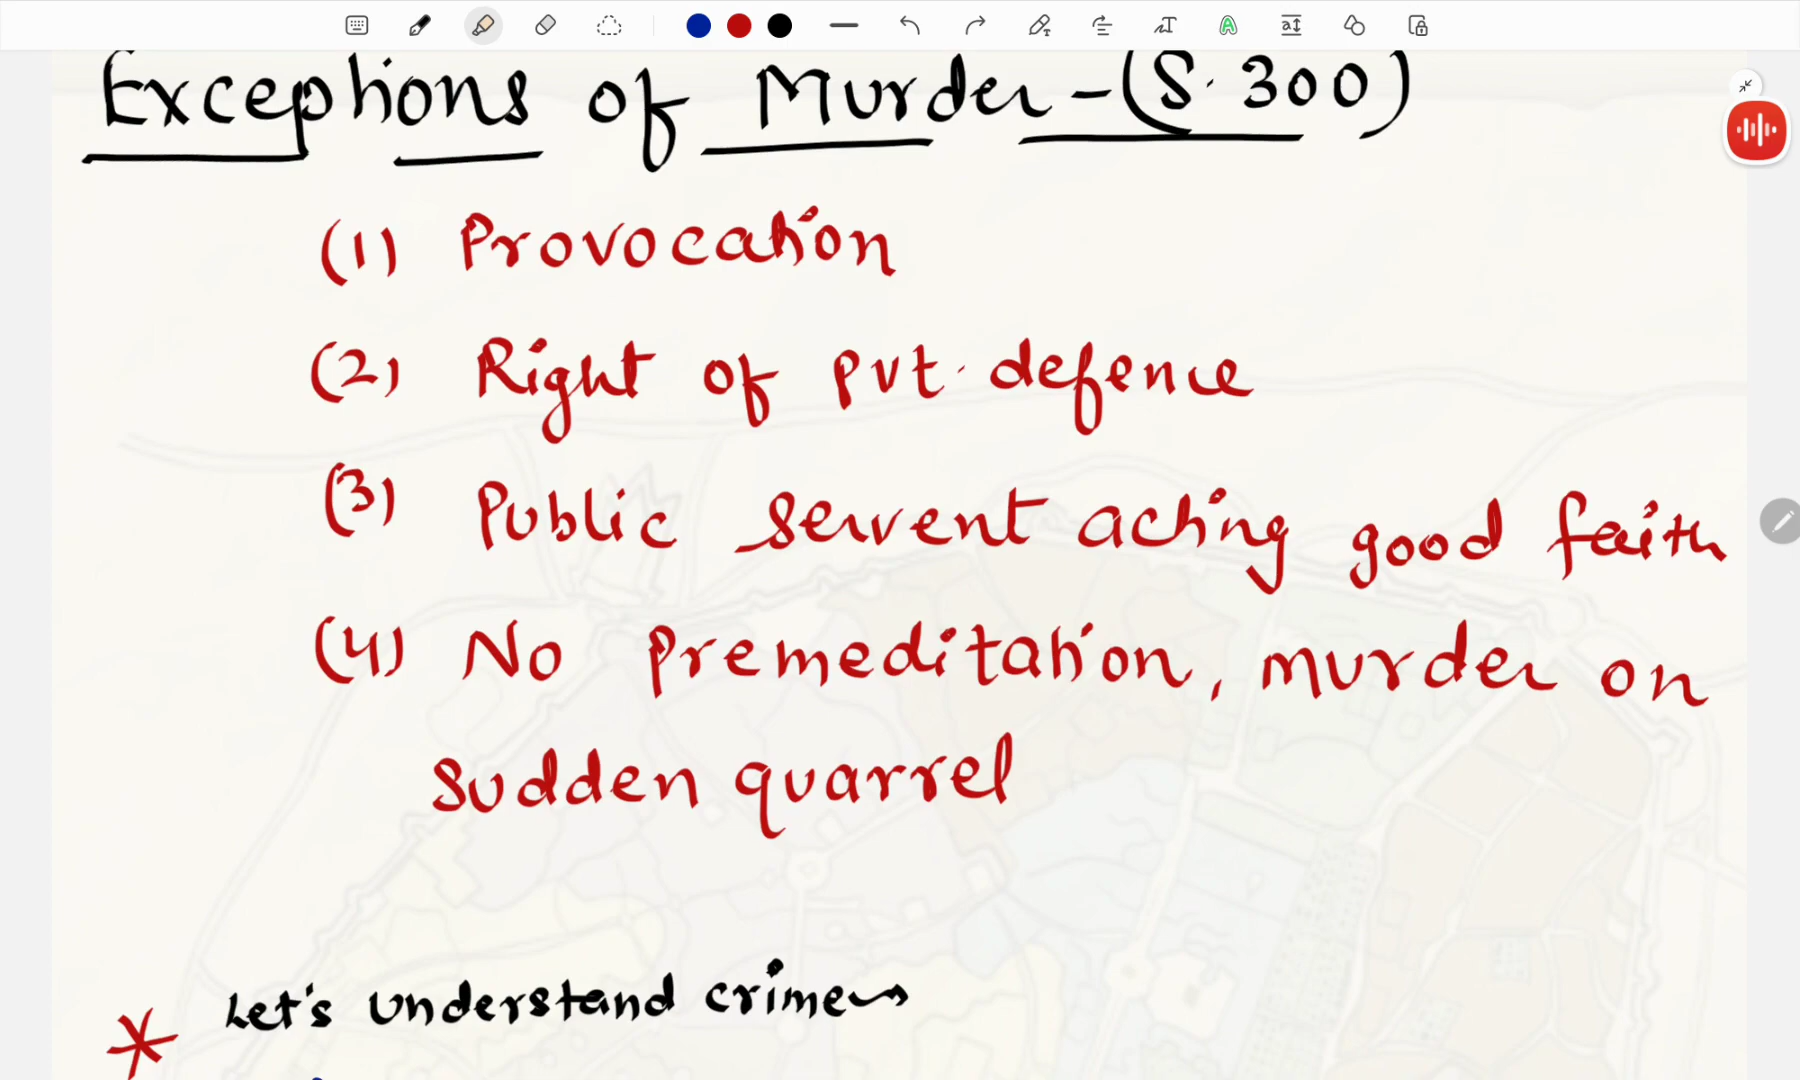 Exceptions of Murder - (S. 300)
(1) Provocation
(2) Right of pvt. defence
(3) Public servent acting good faith
(4) No premeditation, murder on
sudden quarrel
* Let's understand crime →